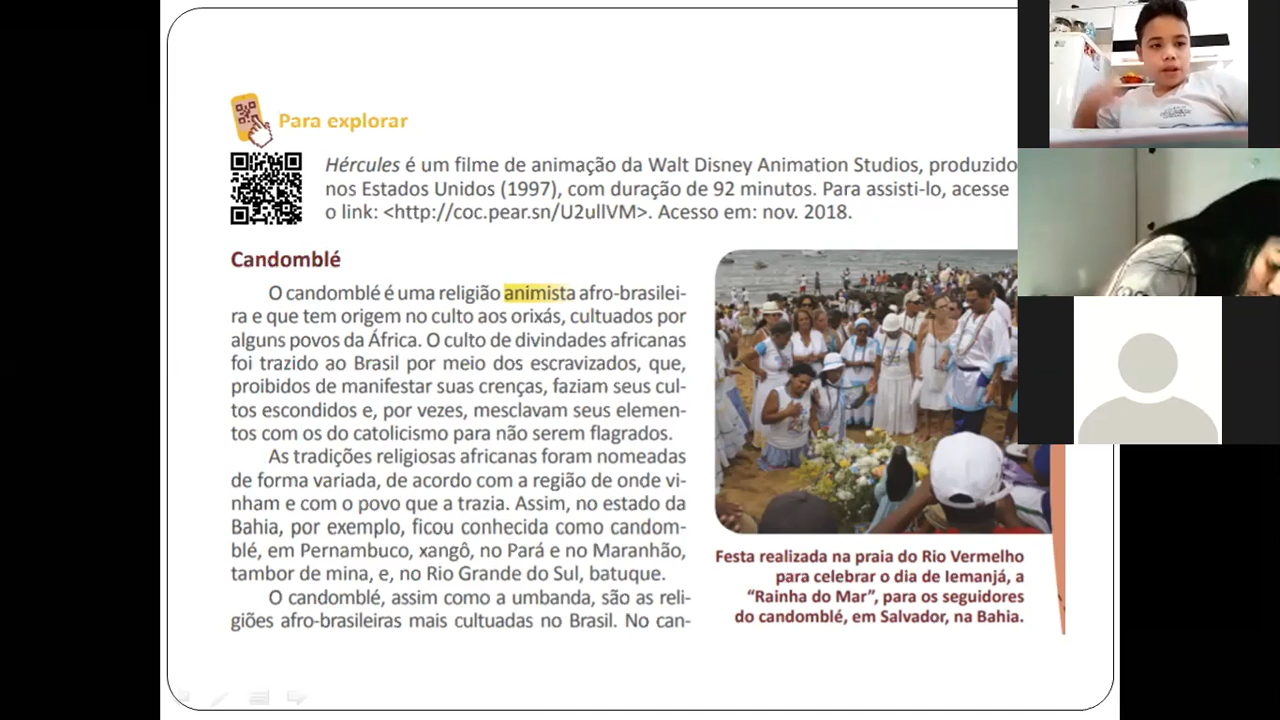 Para explorar
Hércules é um filme de animação da Walt Disney Animation Studios, produzido
nos Estados Unidos (1997), com duração de 92 minutos. Para assisti-lo, acesse
o link: <http://coc.pear.sn/U2ullVM>. Acesso em: nov. 2018.
Candomblé
O candomblé é uma religião animista afro-brasilei-
ra e que tem origem no culto aos orixás, cultuados por
alguns povos da África. O culto de divindades africanas
foi trazido ao Brasil por meio dos escravizados, que,
proibidos de manifestar suas crenças, faziam seus cul-
tos escondidos e, por vezes, mesclavam seus elemen-
tos com os do catolicismo para não serem flagrados.
As tradições religiosas africanas foram nomeadas
de forma variada, de acordo com a região de onde vi-
nham e com o povo que a trazia. Assim, no estado da
Bahia, por exemplo, ficou conhecida como candom-
blé, em Pernambuco, xangô, no Pará e no Maranhão,
tambor de mina, e, no Rio Grande do Sul, batuque.
O candomblé, assim como a umbanda, são as reli-
giões afro-brasileiras mais cultuadas no Brasil. No can-
Festa realizada na praia do Rio Vermelho
para celebrar o dia de Iemanjá, a
“Rainha do Mar”, para os seguidores
do candomblé, em Salvador, na Bahia.